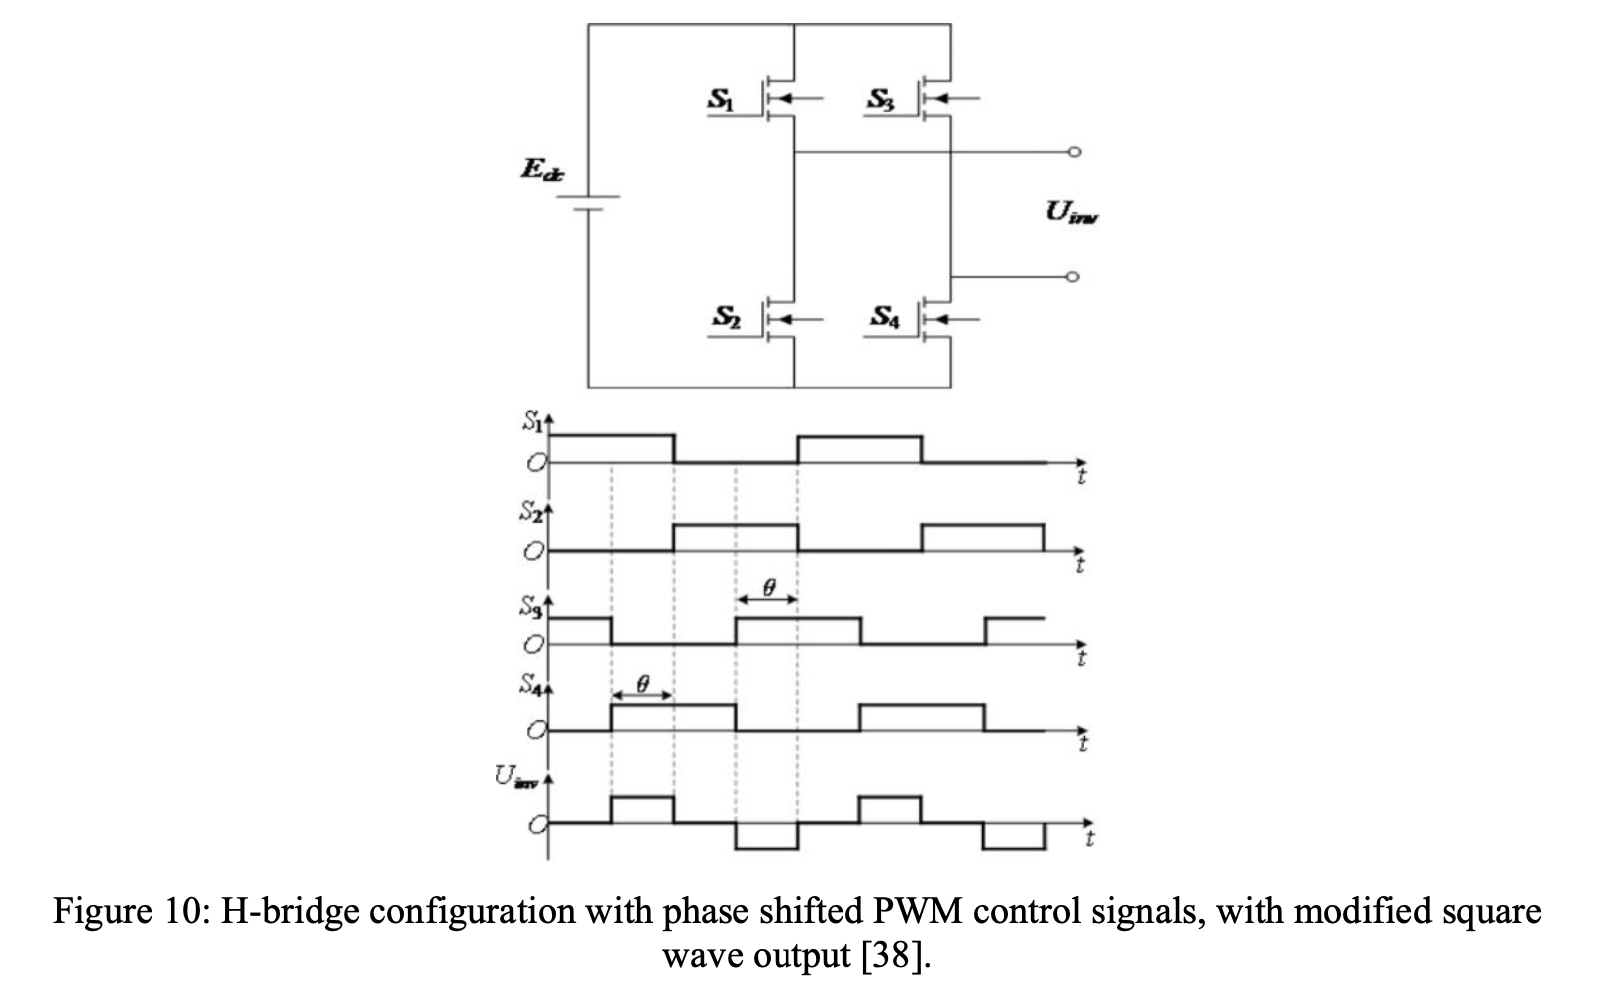 S1 S3
Edc
Uinv
S2 S4
S1
O
t
S2
O
t
θ
S3
O
t
θ
S4
O
t
Uinv
O
t
Figure 10: H-bridge configuration with phase shifted PWM control signals, with modified square
wave output [38].